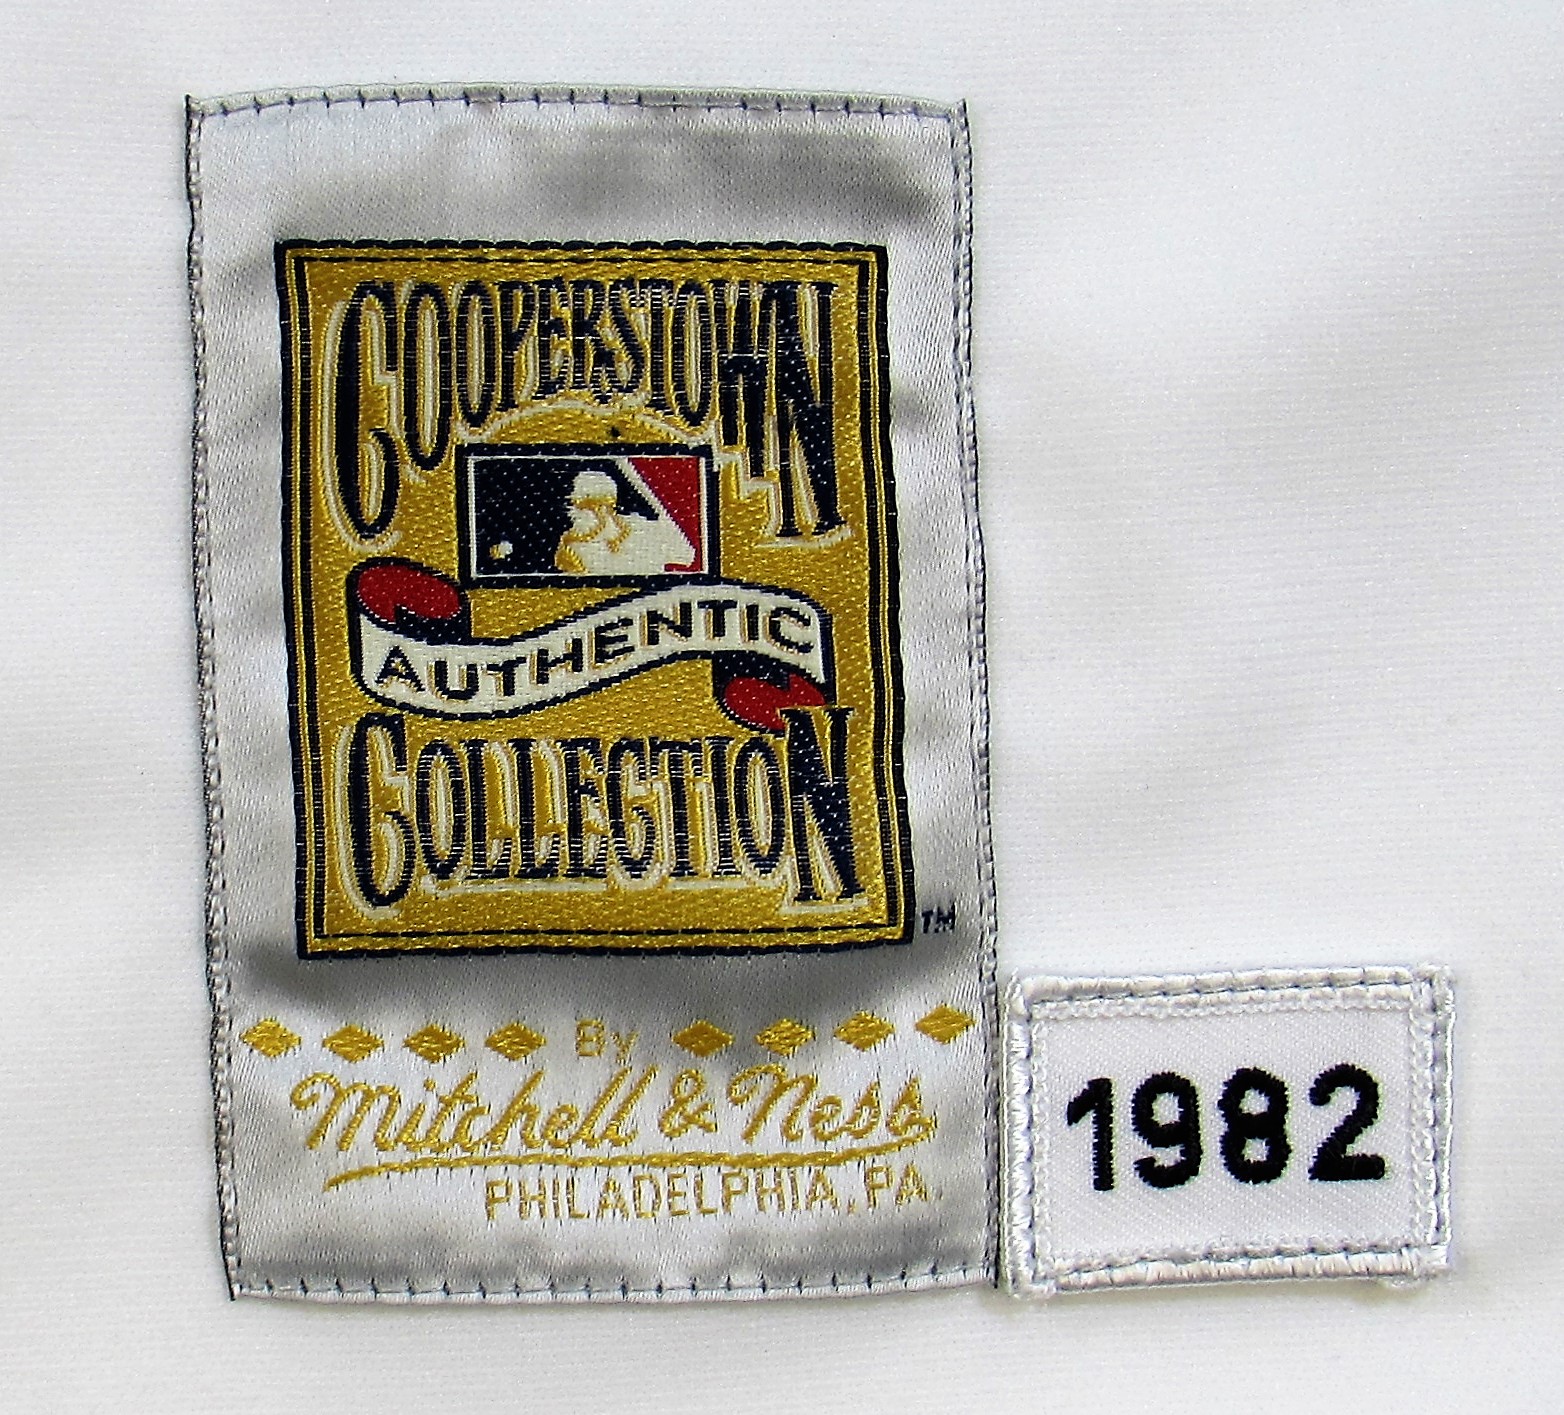 COOPERSTOWN
AUTHENTIC
COLLECTION
TM
By
Mitchell & Ness
PHILADELPHIA, PA.
1982